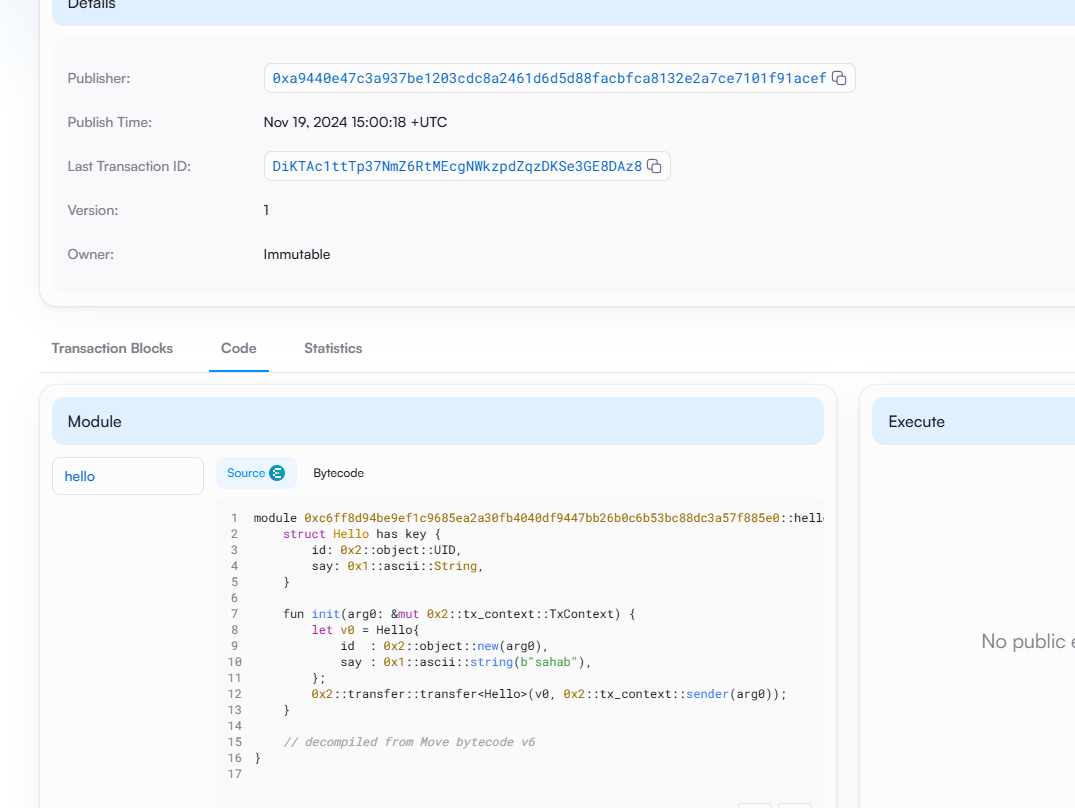 Details
Publisher:
0xa9440e47c3a937be1203cdc8a2461d6d5d88facbfca8132e2a7ce7101f91acef
Publish Time:
Nov 19, 2024 15:00:18 +UTC
Last Transaction ID:
DiKTAc1ttTp37NmZ6RtMEcgNWkzpdZqzDKSe3GE8DAz8
Version:
1
Owner:
Immutable
Transaction Blocks
Code
Statistics
Module
hello
Source
Bytecode
1 module 0xc6ff8d94be9ef1c9685ea2a30fb4040df9447bb26b0c6b53bc88dc3a57f885e0::hell
2     struct Hello has key {
3         id: 0x2::object::UID,
4         say: 0x1::ascii::String,
5     }
6
7     fun init(arg0: &mut 0x2::tx_context::TxContext) {
8         let v0 = Hello{
9             id  : 0x2::object::new(arg0),
10             say : 0x1::ascii::string(b"sahab"),
11         };
12         0x2::transfer::transfer<Hello>(v0, 0x2::tx_context::sender(arg0));
13     }
14
15     // decompiled from Move bytecode v6
16 }
17
Execute
No public